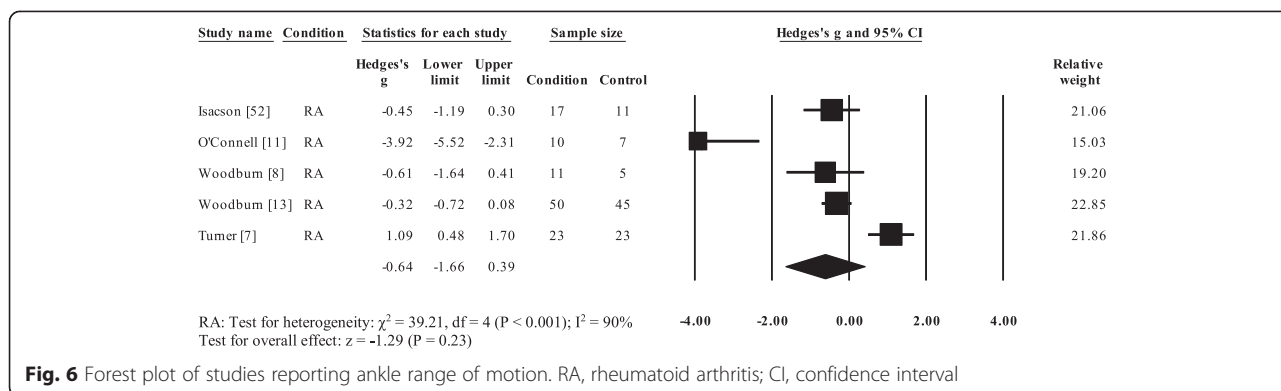 Study name Condition Statistics for each study Sample size Hedges's g and 95% CI
Hedges's g Lower limit Upper limit Condition Control Relative weight
Isacson [52] RA -0.45 -1.19 0.30 17 11 21.06
O'Connell [11] RA -3.92 -5.52 -2.31 10 7 15.03
Woodburn [8] RA -0.61 -1.64 0.41 11 5 19.20
Woodburn [13] RA -0.32 -0.72 0.08 50 45 22.85
Turner [7] RA 1.09 0.48 1.70 23 23 21.86
-0.64 -1.66 0.39
RA: Test for heterogeneity: χ² = 39.21, df = 4 (P < 0.001); I² = 90%
-4.00 -2.00 0.00 2.00 4.00
Test for overall effect: z = -1.29 (P = 0.23)
Fig. 6 Forest plot of studies reporting ankle range of motion. RA, rheumatoid arthritis; CI, confidence interval